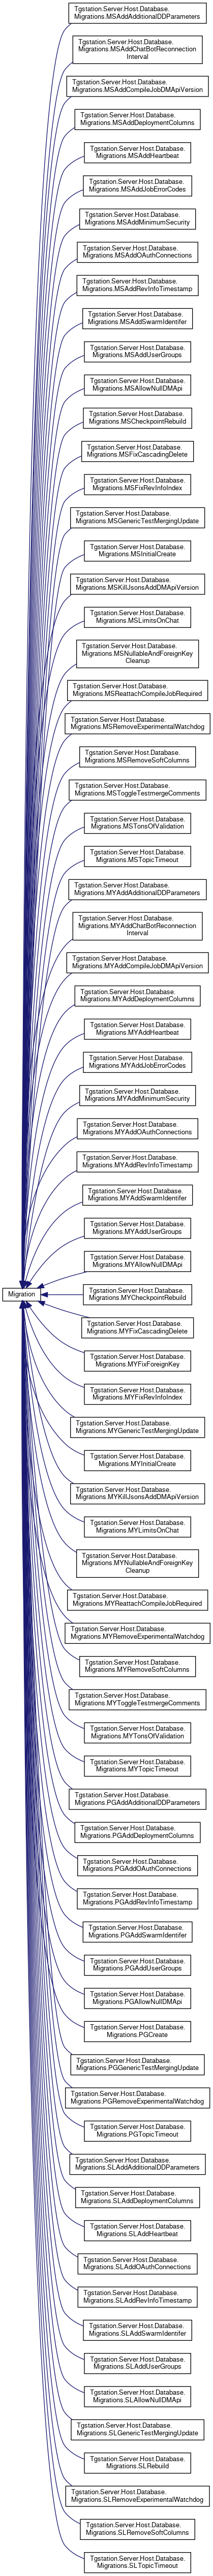 Tgstation.Server.Host.Database.
Migrations.MSAddAdditionalDDParameters
Tgstation.Server.Host.Database.
Migrations.MSAddChatBotReconnection
Interval
Tgstation.Server.Host.Database.
Migrations.MSAddCompileJobDMApiVersion
Tgstation.Server.Host.Database.
Migrations.MSAddDeploymentColumns
Tgstation.Server.Host.Database.
Migrations.MSAddHeartbeat
Tgstation.Server.Host.Database.
Migrations.MSAddJobErrorCodes
Tgstation.Server.Host.Database.
Migrations.MSAddMinimumSecurity
Tgstation.Server.Host.Database.
Migrations.MSAddOAuthConnections
Tgstation.Server.Host.Database.
Migrations.MSAddRevInfoTimestamp
Tgstation.Server.Host.Database.
Migrations.MSAddSwarmIdentifer
Tgstation.Server.Host.Database.
Migrations.MSAddUserGroups
Tgstation.Server.Host.Database.
Migrations.MSAllowNullDMApi
Tgstation.Server.Host.Database.
Migrations.MSCheckpointRebuild
Tgstation.Server.Host.Database.
Migrations.MSFixCascadingDelete
Tgstation.Server.Host.Database.
Migrations.MSFixRevInfoIndex
Tgstation.Server.Host.Database.
Migrations.MSGenericTestMergingUpdate
Tgstation.Server.Host.Database.
Migrations.MSInitialCreate
Tgstation.Server.Host.Database.
Migrations.MSKillJsonsAddDMApiVersion
Tgstation.Server.Host.Database.
Migrations.MSLimitsOnChat
Tgstation.Server.Host.Database.
Migrations.MSNullableAndForeignKey
Cleanup
Tgstation.Server.Host.Database.
Migrations.MSReattachCompileJobRequired
Tgstation.Server.Host.Database.
Migrations.MSRemoveExperimentalWatchdog
Tgstation.Server.Host.Database.
Migrations.MSRemoveSoftColumns
Tgstation.Server.Host.Database.
Migrations.MSToggleTestmergeComments
Tgstation.Server.Host.Database.
Migrations.MSTonsOfValidation
Tgstation.Server.Host.Database.
Migrations.MSTopicTimeout
Tgstation.Server.Host.Database.
Migrations.MYAddAdditionalDDParameters
Tgstation.Server.Host.Database.
Migrations.MYAddChatBotReconnection
Interval
Tgstation.Server.Host.Database.
Migrations.MYAddCompileJobDMApiVersion
Tgstation.Server.Host.Database.
Migrations.MYAddDeploymentColumns
Tgstation.Server.Host.Database.
Migrations.MYAddHeartbeat
Tgstation.Server.Host.Database.
Migrations.MYAddJobErrorCodes
Tgstation.Server.Host.Database.
Migrations.MYAddMinimumSecurity
Tgstation.Server.Host.Database.
Migrations.MYAddOAuthConnections
Tgstation.Server.Host.Database.
Migrations.MYAddRevInfoTimestamp
Tgstation.Server.Host.Database.
Migrations.MYAddSwarmIdentifer
Tgstation.Server.Host.Database.
Migrations.MYAddUserGroups
Tgstation.Server.Host.Database.
Migrations.MYAllowNullDMApi
Migration
Tgstation.Server.Host.Database.
Migrations.MYCheckpointRebuild
Tgstation.Server.Host.Database.
Migrations.MYFixCascadingDelete
Tgstation.Server.Host.Database.
Migrations.MYFixForeignKey
Tgstation.Server.Host.Database.
Migrations.MYFixRevInfoIndex
Tgstation.Server.Host.Database.
Migrations.MYGenericTestMergingUpdate
Tgstation.Server.Host.Database.
Migrations.MYInitialCreate
Tgstation.Server.Host.Database.
Migrations.MYKillJsonsAddDMApiVersion
Tgstation.Server.Host.Database.
Migrations.MYLimitsOnChat
Tgstation.Server.Host.Database.
Migrations.MYNullableAndForeignKey
Cleanup
Tgstation.Server.Host.Database.
Migrations.MYReattachCompileJobRequired
Tgstation.Server.Host.Database.
Migrations.MYRemoveExperimentalWatchdog
Tgstation.Server.Host.Database.
Migrations.MYRemoveSoftColumns
Tgstation.Server.Host.Database.
Migrations.MYToggleTestmergeComments
Tgstation.Server.Host.Database.
Migrations.MYTonsOfValidation
Tgstation.Server.Host.Database.
Migrations.MYTopicTimeout
Tgstation.Server.Host.Database.
Migrations.PGAddAdditionalDDParameters
Tgstation.Server.Host.Database.
Migrations.PGAddDeploymentColumns
Tgstation.Server.Host.Database.
Migrations.PGAddOAuthConnections
Tgstation.Server.Host.Database.
Migrations.PGAddRevInfoTimestamp
Tgstation.Server.Host.Database.
Migrations.PGAddSwarmIdentifer
Tgstation.Server.Host.Database.
Migrations.PGAddUserGroups
Tgstation.Server.Host.Database.
Migrations.PGAllowNullDMApi
Tgstation.Server.Host.Database.
Migrations.PGCreate
Tgstation.Server.Host.Database.
Migrations.PGGenericTestMergingUpdate
Tgstation.Server.Host.Database.
Migrations.PGRemoveExperimentalWatchdog
Tgstation.Server.Host.Database.
Migrations.PGTopicTimeout
Tgstation.Server.Host.Database.
Migrations.SLAddAdditionalDDParameters
Tgstation.Server.Host.Database.
Migrations.SLAddDeploymentColumns
Tgstation.Server.Host.Database.
Migrations.SLAddHeartbeat
Tgstation.Server.Host.Database.
Migrations.SLAddOAuthConnections
Tgstation.Server.Host.Database.
Migrations.SLAddRevInfoTimestamp
Tgstation.Server.Host.Database.
Migrations.SLAddSwarmIdentifer
Tgstation.Server.Host.Database.
Migrations.SLAddUserGroups
Tgstation.Server.Host.Database.
Migrations.SLAllowNullDMApi
Tgstation.Server.Host.Database.
Migrations.SLGenericTestMergingUpdate
Tgstation.Server.Host.Database.
Migrations.SLRebuild
Tgstation.Server.Host.Database.
Migrations.SLRemoveExperimentalWatchdog
Tgstation.Server.Host.Database.
Migrations.SLRemoveSoftColumns
Tgstation.Server.Host.Database.
Migrations.SLTopicTimeout